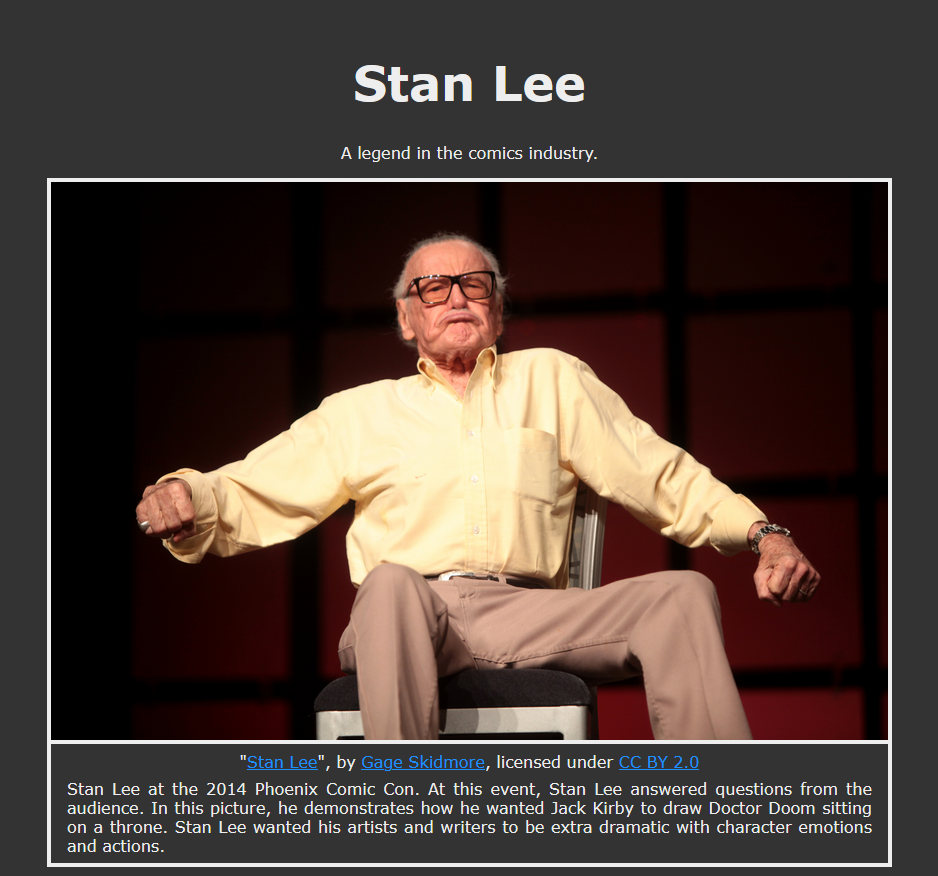 Stan Lee
A legend in the comics industry.
"Stan Lee", by Gage Skidmore, licensed under CC BY 2.0
Stan Lee at the 2014 Phoenix Comic Con. At this event, Stan Lee answered questions from the
audience. In this picture, he demonstrates how he wanted Jack Kirby to draw Doctor Doom sitting
on a throne. Stan Lee wanted his artists and writers to be extra dramatic with character emotions
and actions.